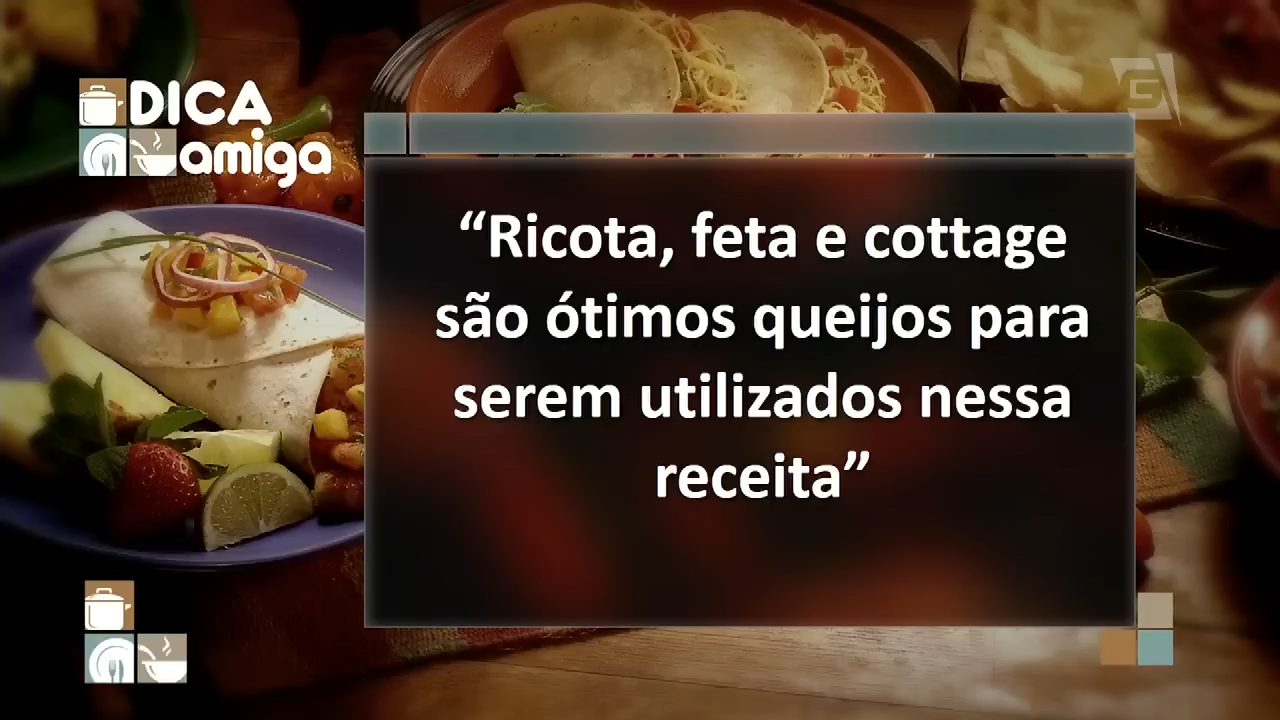 DICA
amiga
“Ricota, feta e cottage
são ótimos queijos para
serem utilizados nessa
receita”
G